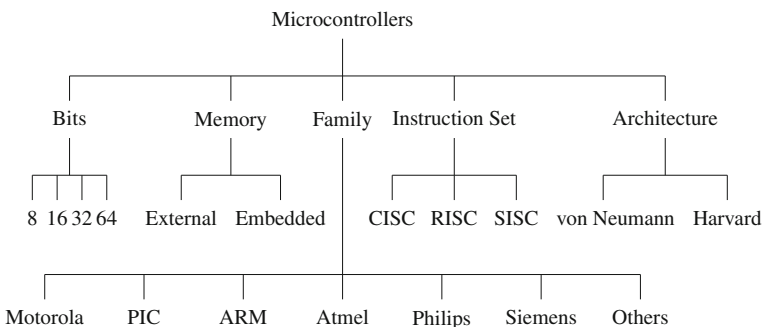 Microcontrollers
Bits Memory Family Instruction Set Architecture
8 16 32 64 External Embedded CISC RISC SISC von Neumann Harvard
Motorola PIC ARM Atmel Philips Siemens Others